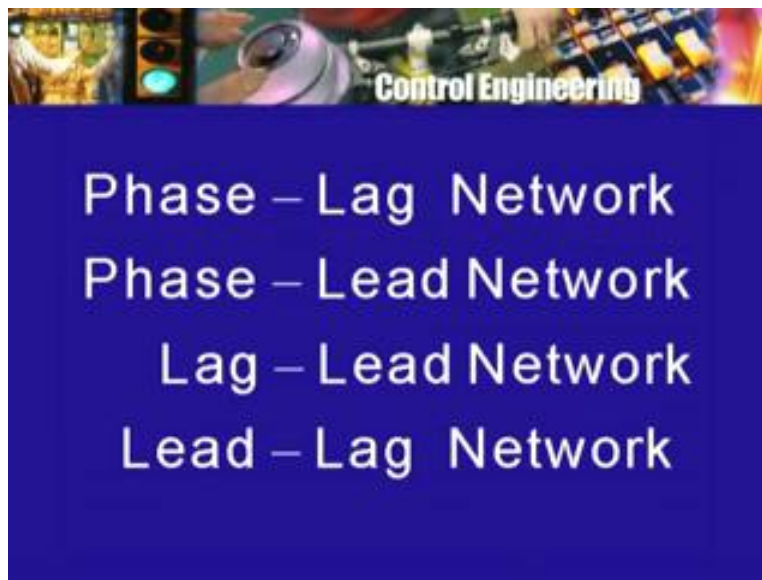 Control Engineering
Phase – Lag Network
Phase – Lead Network
Lag – Lead Network
Lead – Lag Network